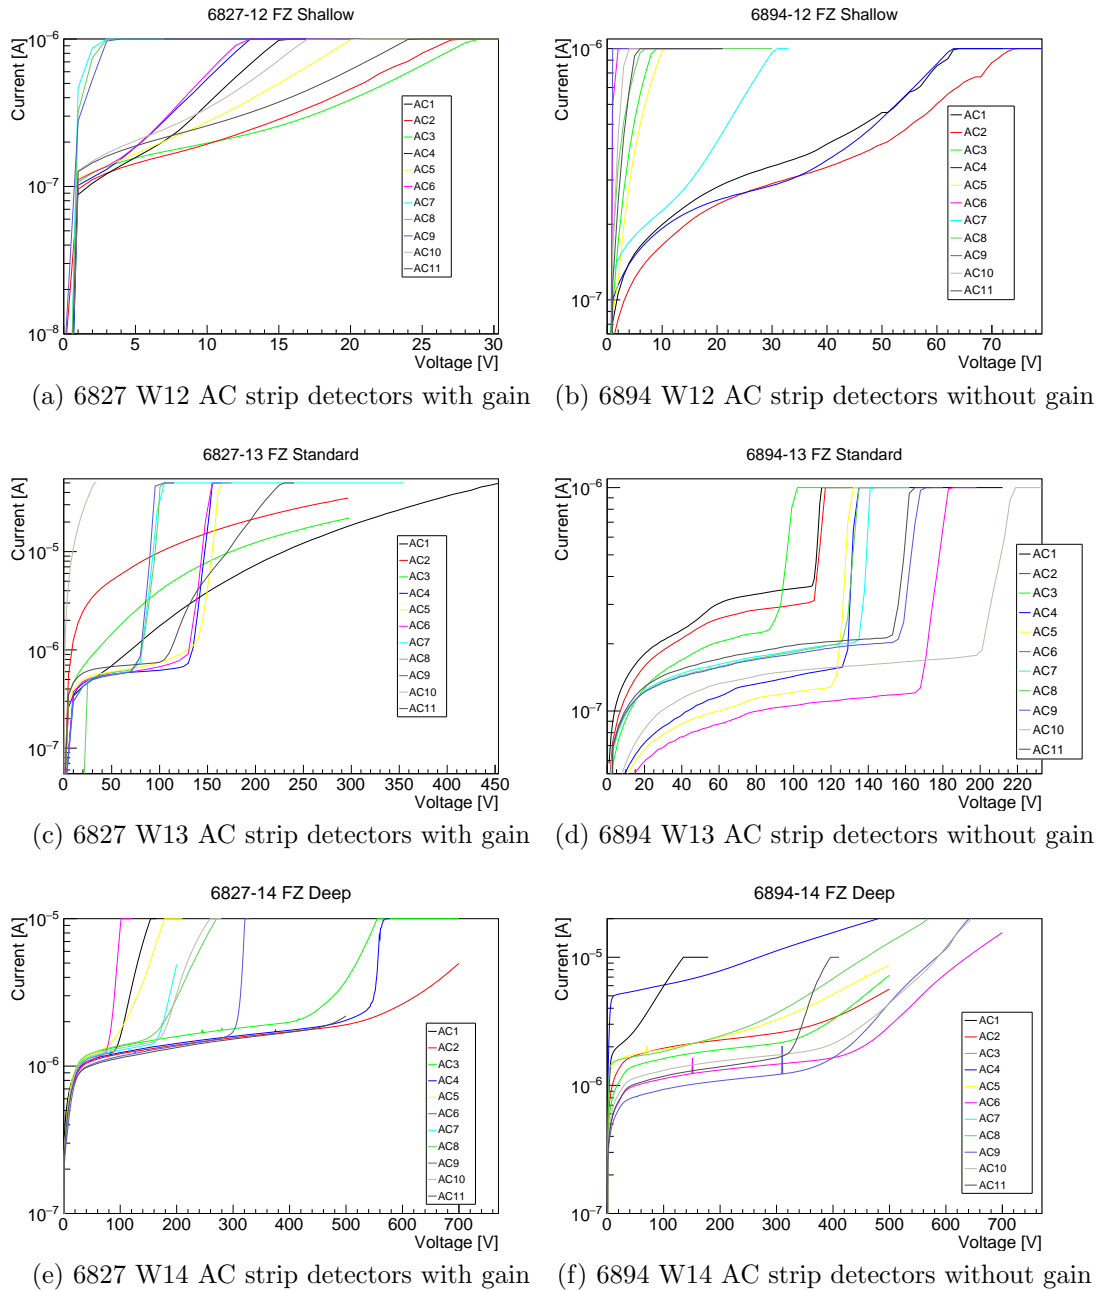 6827-12 FZ Shallow
Current [A]
10−6
10−7
10−8
AC1
AC2
AC3
AC4
AC5
AC6
AC7
AC8
AC9
AC10
AC11
0 5 10 15 20 25 30
Voltage [V]
(a) 6827 W12 AC strip detectors with gain
6894-12 FZ Shallow
Current [A]
10−6
10−7
AC1
AC2
AC3
AC4
AC5
AC6
AC7
AC8
AC9
AC10
AC11
0 10 20 30 40 50 60 70
Voltage [V]
(b) 6894 W12 AC strip detectors without gain
6827-13 FZ Standard
Current [A]
10−5
10−6
10−7
AC1
AC2
AC3
AC4
AC5
AC6
AC7
AC8
AC9
AC10
AC11
0 50 100 150 200 250 300 350 400 450
Voltage [V]
(c) 6827 W13 AC strip detectors with gain
6894-13 FZ Standard
Current [A]
10−6
10−7
AC1
AC2
AC3
AC4
AC5
AC6
AC7
AC8
AC9
AC10
AC11
0 20 40 60 80 100 120 140 160 180 200 220
Voltage [V]
(d) 6894 W13 AC strip detectors without gain
6827-14 FZ Deep
Current [A]
10−5
10−6
10−7
AC1
AC2
AC3
AC4
AC5
AC6
AC7
AC8
AC9
AC10
AC11
0 100 200 300 400 500 600 700
Voltage [V]
(e) 6827 W14 AC strip detectors with gain
6894-14 FZ Deep
Current [A]
10−5
10−6
10−7
AC1
AC2
AC3
AC4
AC5
AC6
AC7
AC8
AC9
AC10
AC11
0 100 200 300 400 500 600 700
Voltage [V]
(f) 6894 W14 AC strip detectors without gain